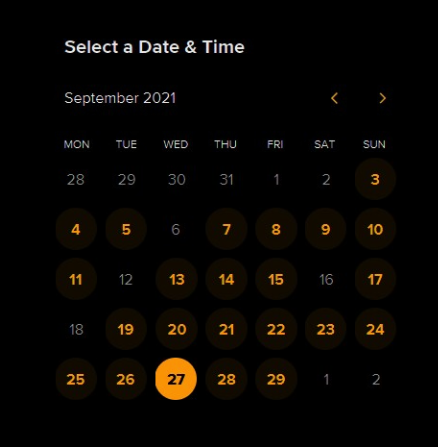 Select a Date & Time
September 2021
MON TUE WED THU FRI SAT SUN
28 29 30 31 1 2 3
4 5 6 7 8 9 10
11 12 13 14 15 16 17
18 19 20 21 22 23 24
25 26 27 28 29 1 2